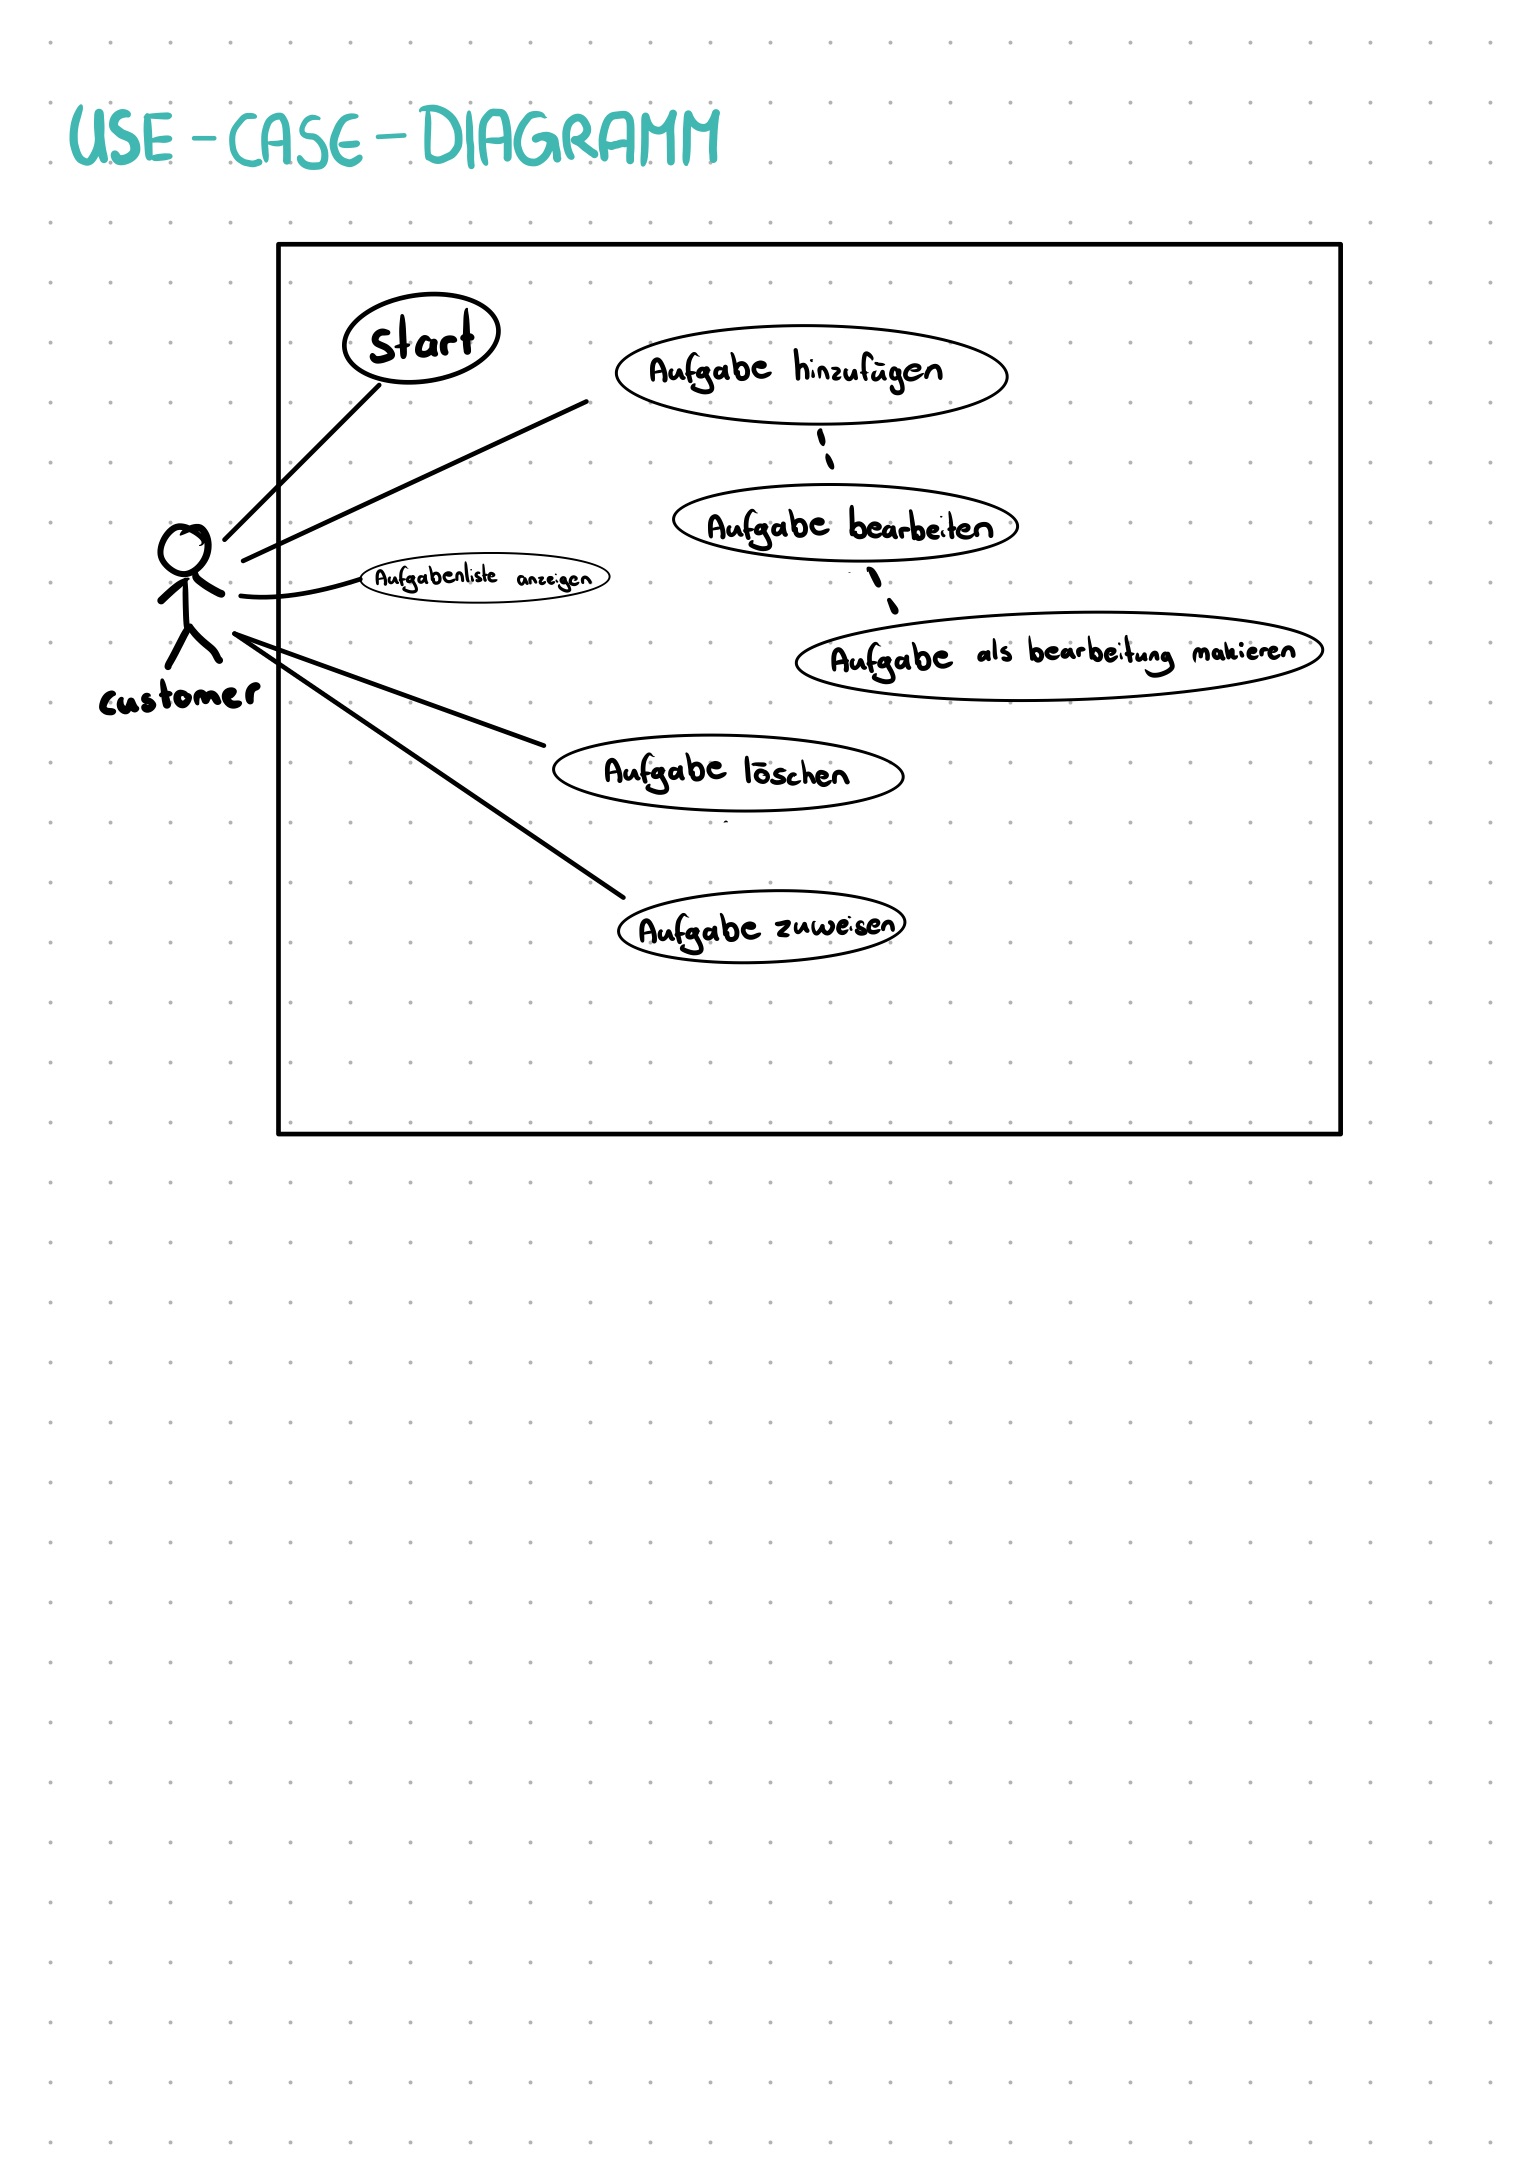 USE-CASE-DIAGRAMM
start
Aufgabe hinzufügen
Aufgabe bearbeiten
Aufgabenliste anzeigen
Aufgabe als bearbeitung makieren
customer
Aufgabe löschen
Aufgabe zuweisen